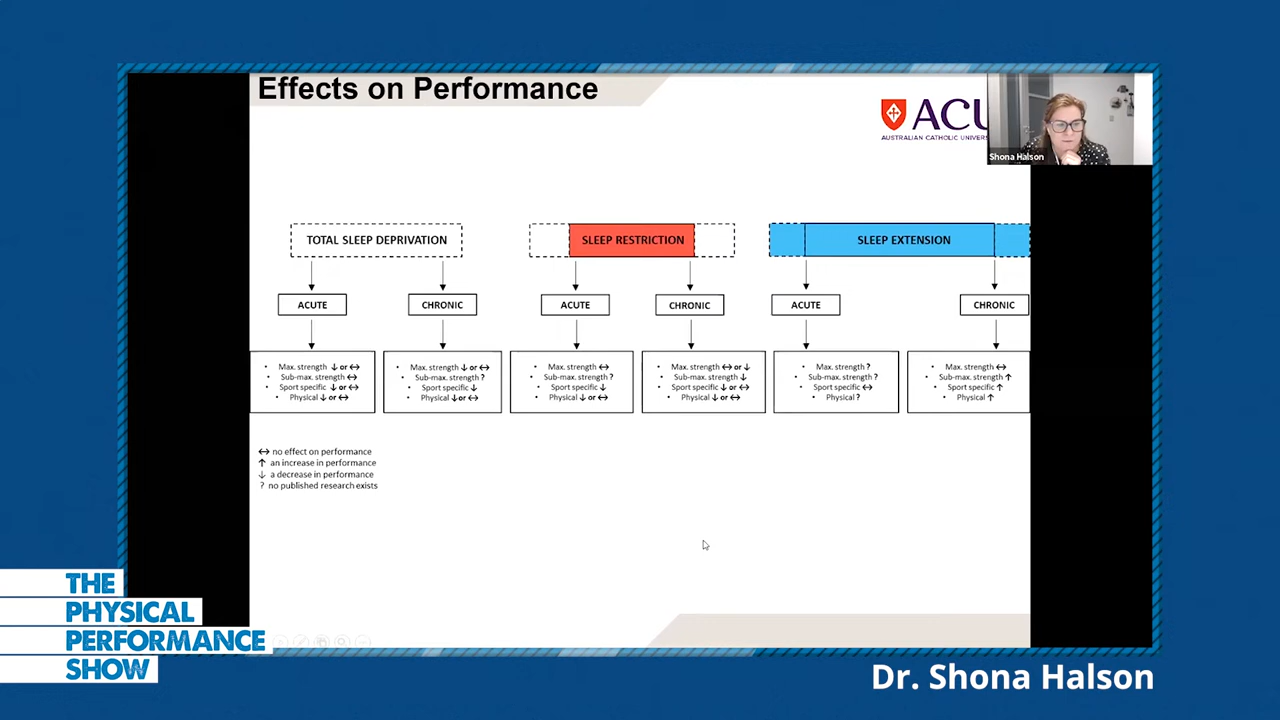 Effects on Performance
ACU
AUSTRALIAN CATHOLIC UNIVERS
Shona Halson
TOTAL SLEEP DEPRIVATION
SLEEP RESTRICTION
SLEEP EXTENSION
ACUTE
CHRONIC
ACUTE
CHRONIC
ACUTE
CHRONIC
• Max. strength ↓ or ↔
• Sub-max. strength ↔
• Sport specific ↓ or ↔
• Physical ↓ or ↔
• Max. strength ↓ or ↔
• Sub-max. strength ?
• Sport specific ↓
• Physical ↓ or ↔
• Max. strength ↔
• Sub-max. strength ?
• Sport specific ↓
• Physical ↓ or ↔
• Max. strength ↔ or ↓
• Sub-max. strength ↓
• Sport specific ↓ or ↔
• Physical ↓ or ↔
• Max. strength ?
• Sub-max. strength ?
• Sport specific ↔
• Physical ?
• Max. strength ↔
• Sub-max. strength ↑
• Sport specific ↑
• Physical ↑
↔ no effect on performance
↑ an increase in performance
↓ a decrease in performance
? no published research exists
THE
PHYSICAL
PERFORMANCE
SHOW
Dr. Shona Halson